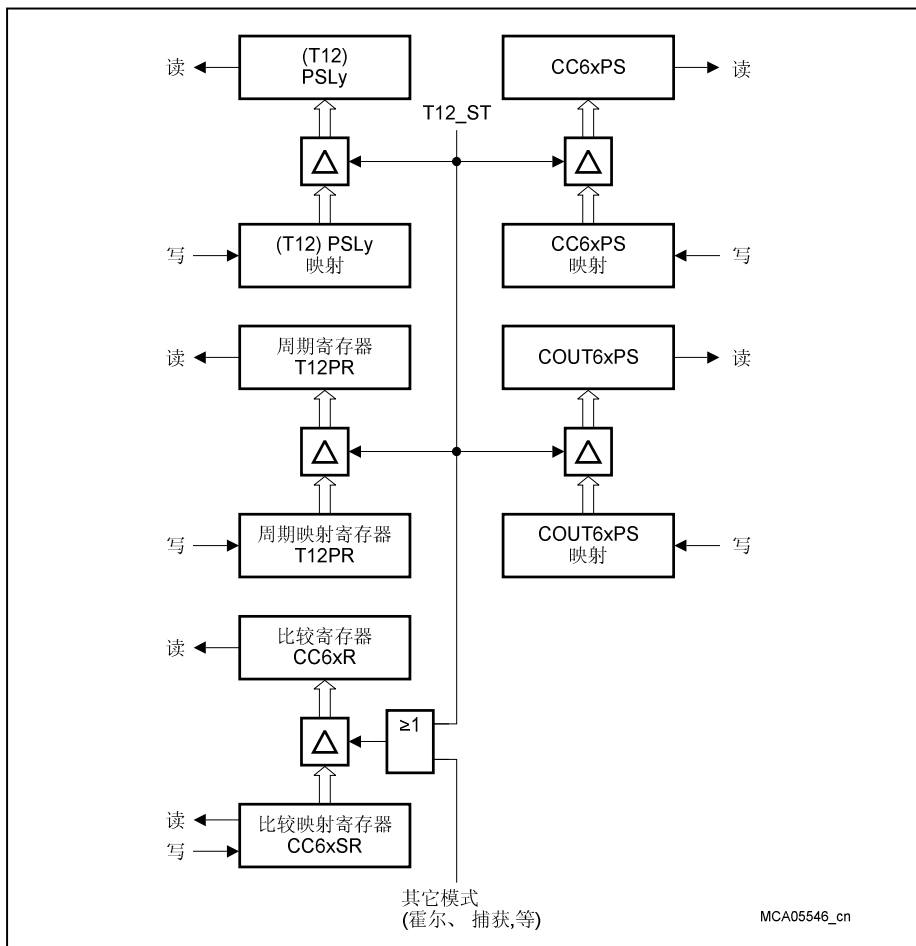 (T12)
PSLy
读
CC6xPS
读
T12_ST
(T12) PSLy
映射
写
CC6xPS
映射
写
周期寄存器
T12PR
读
COUT6xPS
读
周期映射寄存器
T12PR
写
COUT6xPS
映射
写
比较寄存器
CC6xR
读
≥1
比较映射寄存器
CC6xSR
读
写
其它模式
(霍尔、 捕获,等)
MCA05546_cn